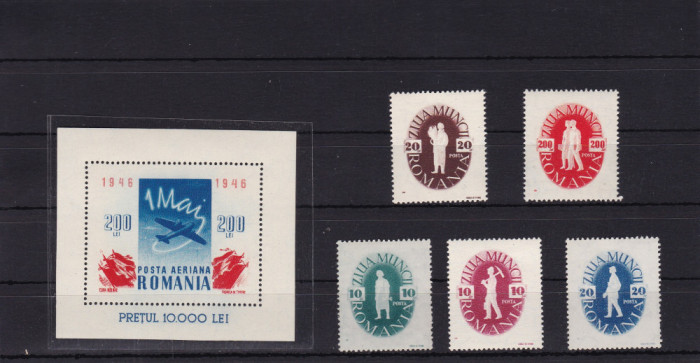 1946 1946
1 Mai
200 200
LEI LEI
POSTA AERIANA
ROMANIA
PREȚUL 10.000 LEI
ZIUA MUNCII
20 20
POSTA
ROMANIA
ZIUA MUNCII
200 200
POSTA
ROMANIA
ZIUA MUNCII
10 10
POSTA
ROMANIA
ZIUA MUNCII
10 10
POSTA
ROMANIA
ZIUA MUNCII
20 20
POSTA
ROMANIA